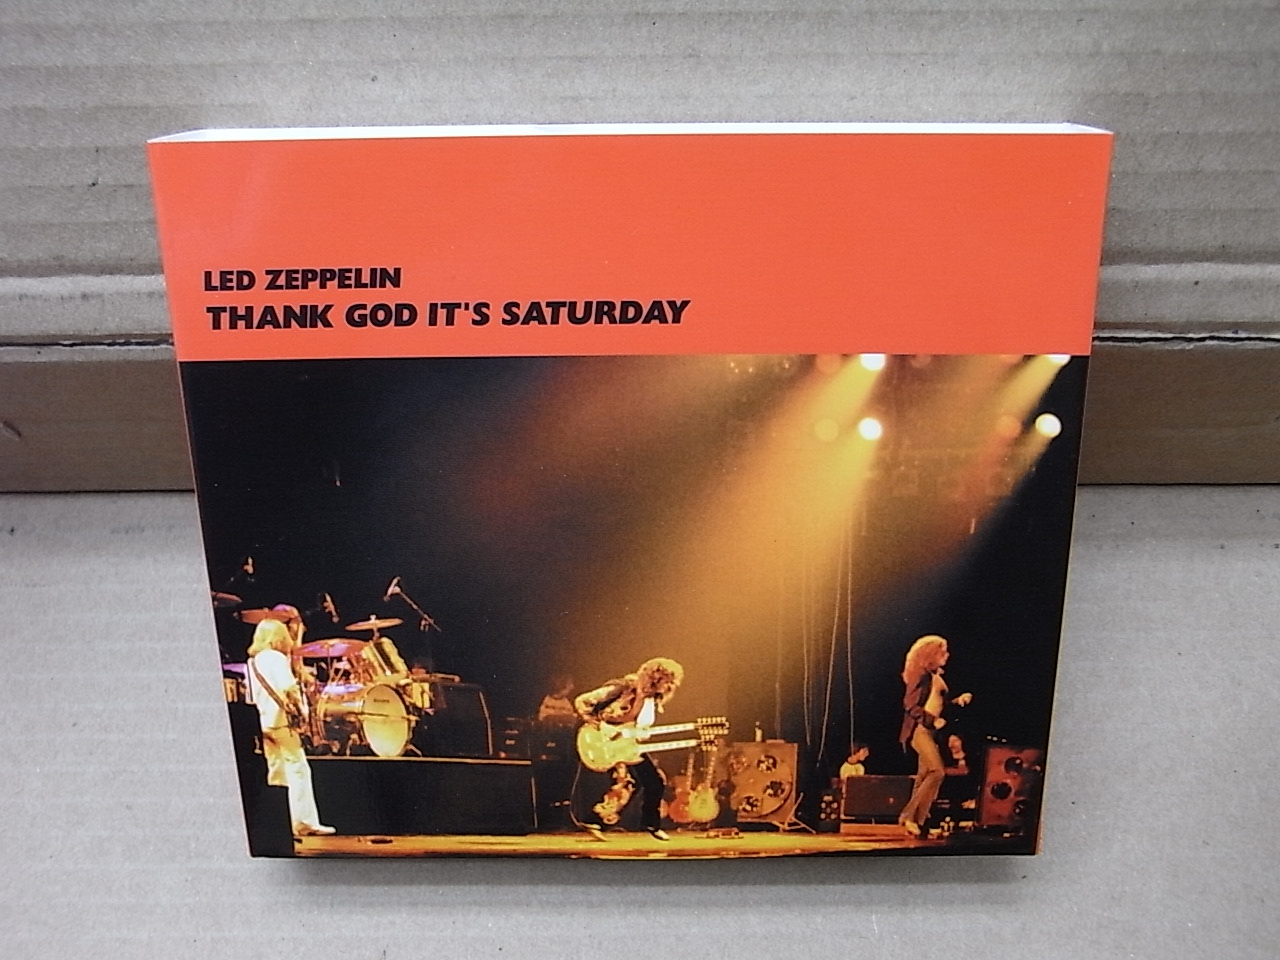 LED ZEPPELIN
THANK GOD IT'S SATURDAY